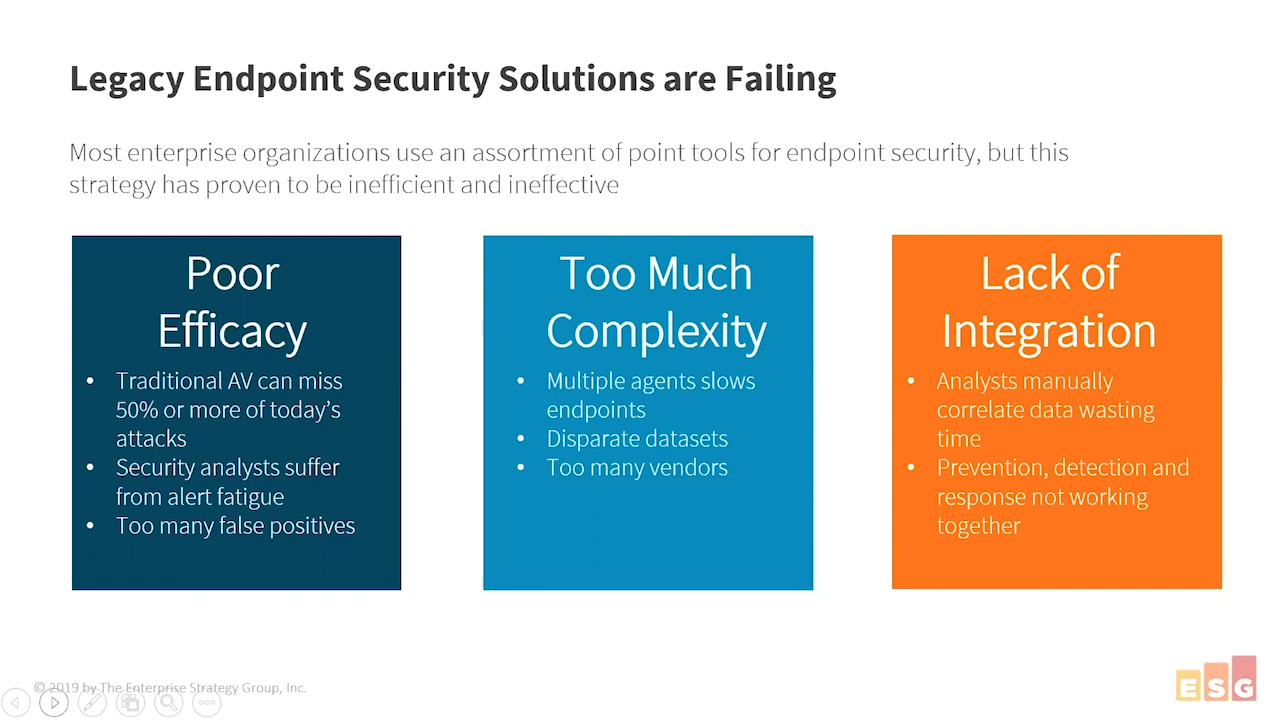 Legacy Endpoint Security Solutions are Failing
Most enterprise organizations use an assortment of point tools for endpoint security, but this
strategy has proven to be inefficient and ineffective
Poor
Efficacy
• Traditional AV can miss
50% or more of today's
attacks
• Security analysts suffer
from alert fatigue
• Too many false positives
Too Much
Complexity
• Multiple agents slows
endpoints
• Disparate datasets
• Too many vendors
Lack of
Integration
• Analysts manually
correlate data wasting
time
• Prevention, detection and
response not working
together
© 2019 by The Enterprise Strategy Group, Inc.
ESG